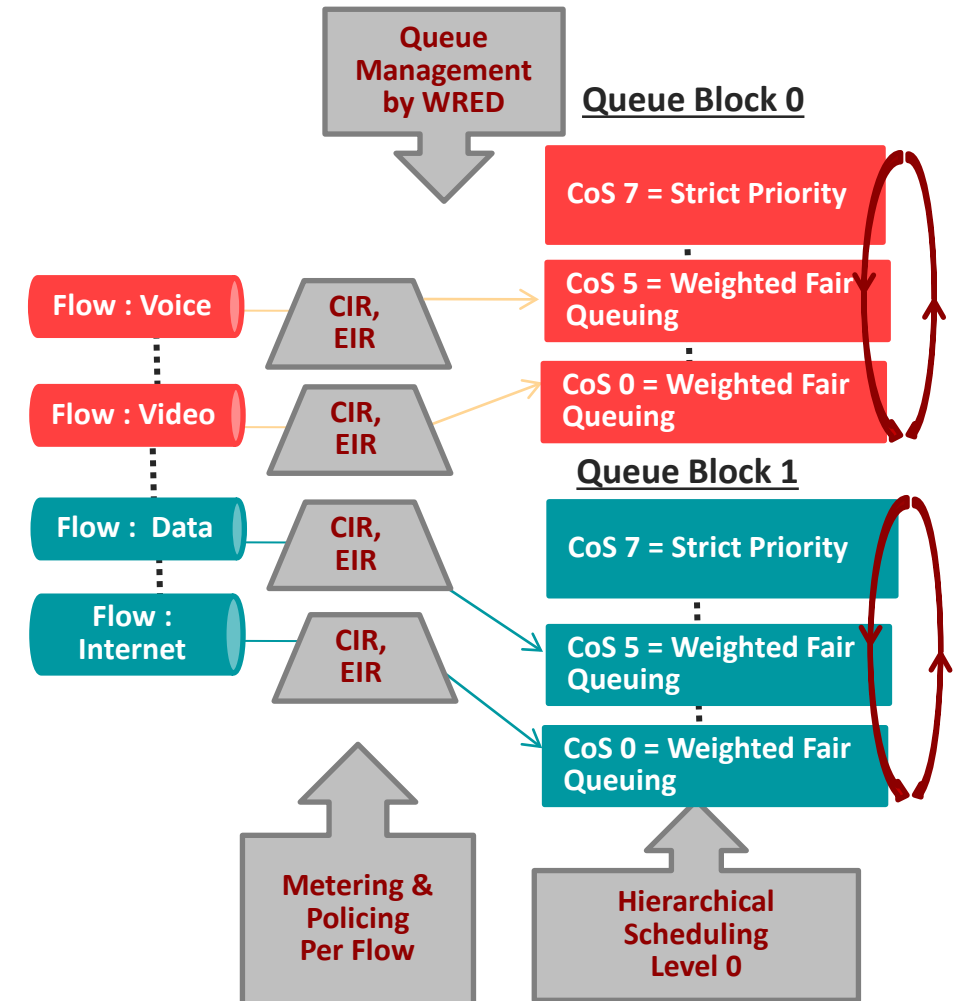 Queue
Management
by WRED
Queue Block 0
CoS 7 = Strict Priority
CoS 5 = Weighted Fair
Queuing
CoS 0 = Weighted Fair
Queuing
Flow : Voice
CIR,
EIR
Flow : Video
CIR,
EIR
Queue Block 1
Flow :  Data
CIR,
EIR
CoS 7 = Strict Priority
Flow :
Internet
CIR,
EIR
CoS 5 = Weighted Fair
Queuing
CoS 0 = Weighted Fair
Queuing
Metering &
Policing
Per Flow
Hierarchical
Scheduling
Level 0